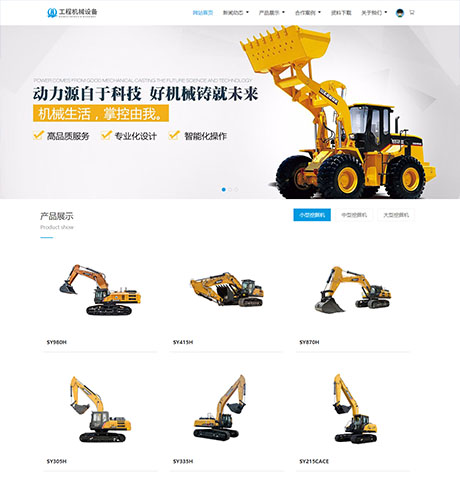 工程机械设备
网站首页 新闻动态 产品展示 合作案例 资料下载 关于我们
POWER COMES FROM GOOD MECHANICAL CASTING THE FUTURE SCIENCE AND TECHNOLOGY
动力源自于科技 好机械铸就未来
机械生活，掌控由我。
高品质服务 专业化设计 智能化操作
产品展示
Product show
小型挖掘机 中型挖掘机 大型挖掘机
SY980H SY415H SY870H
SY305H SY335H SY215CACE